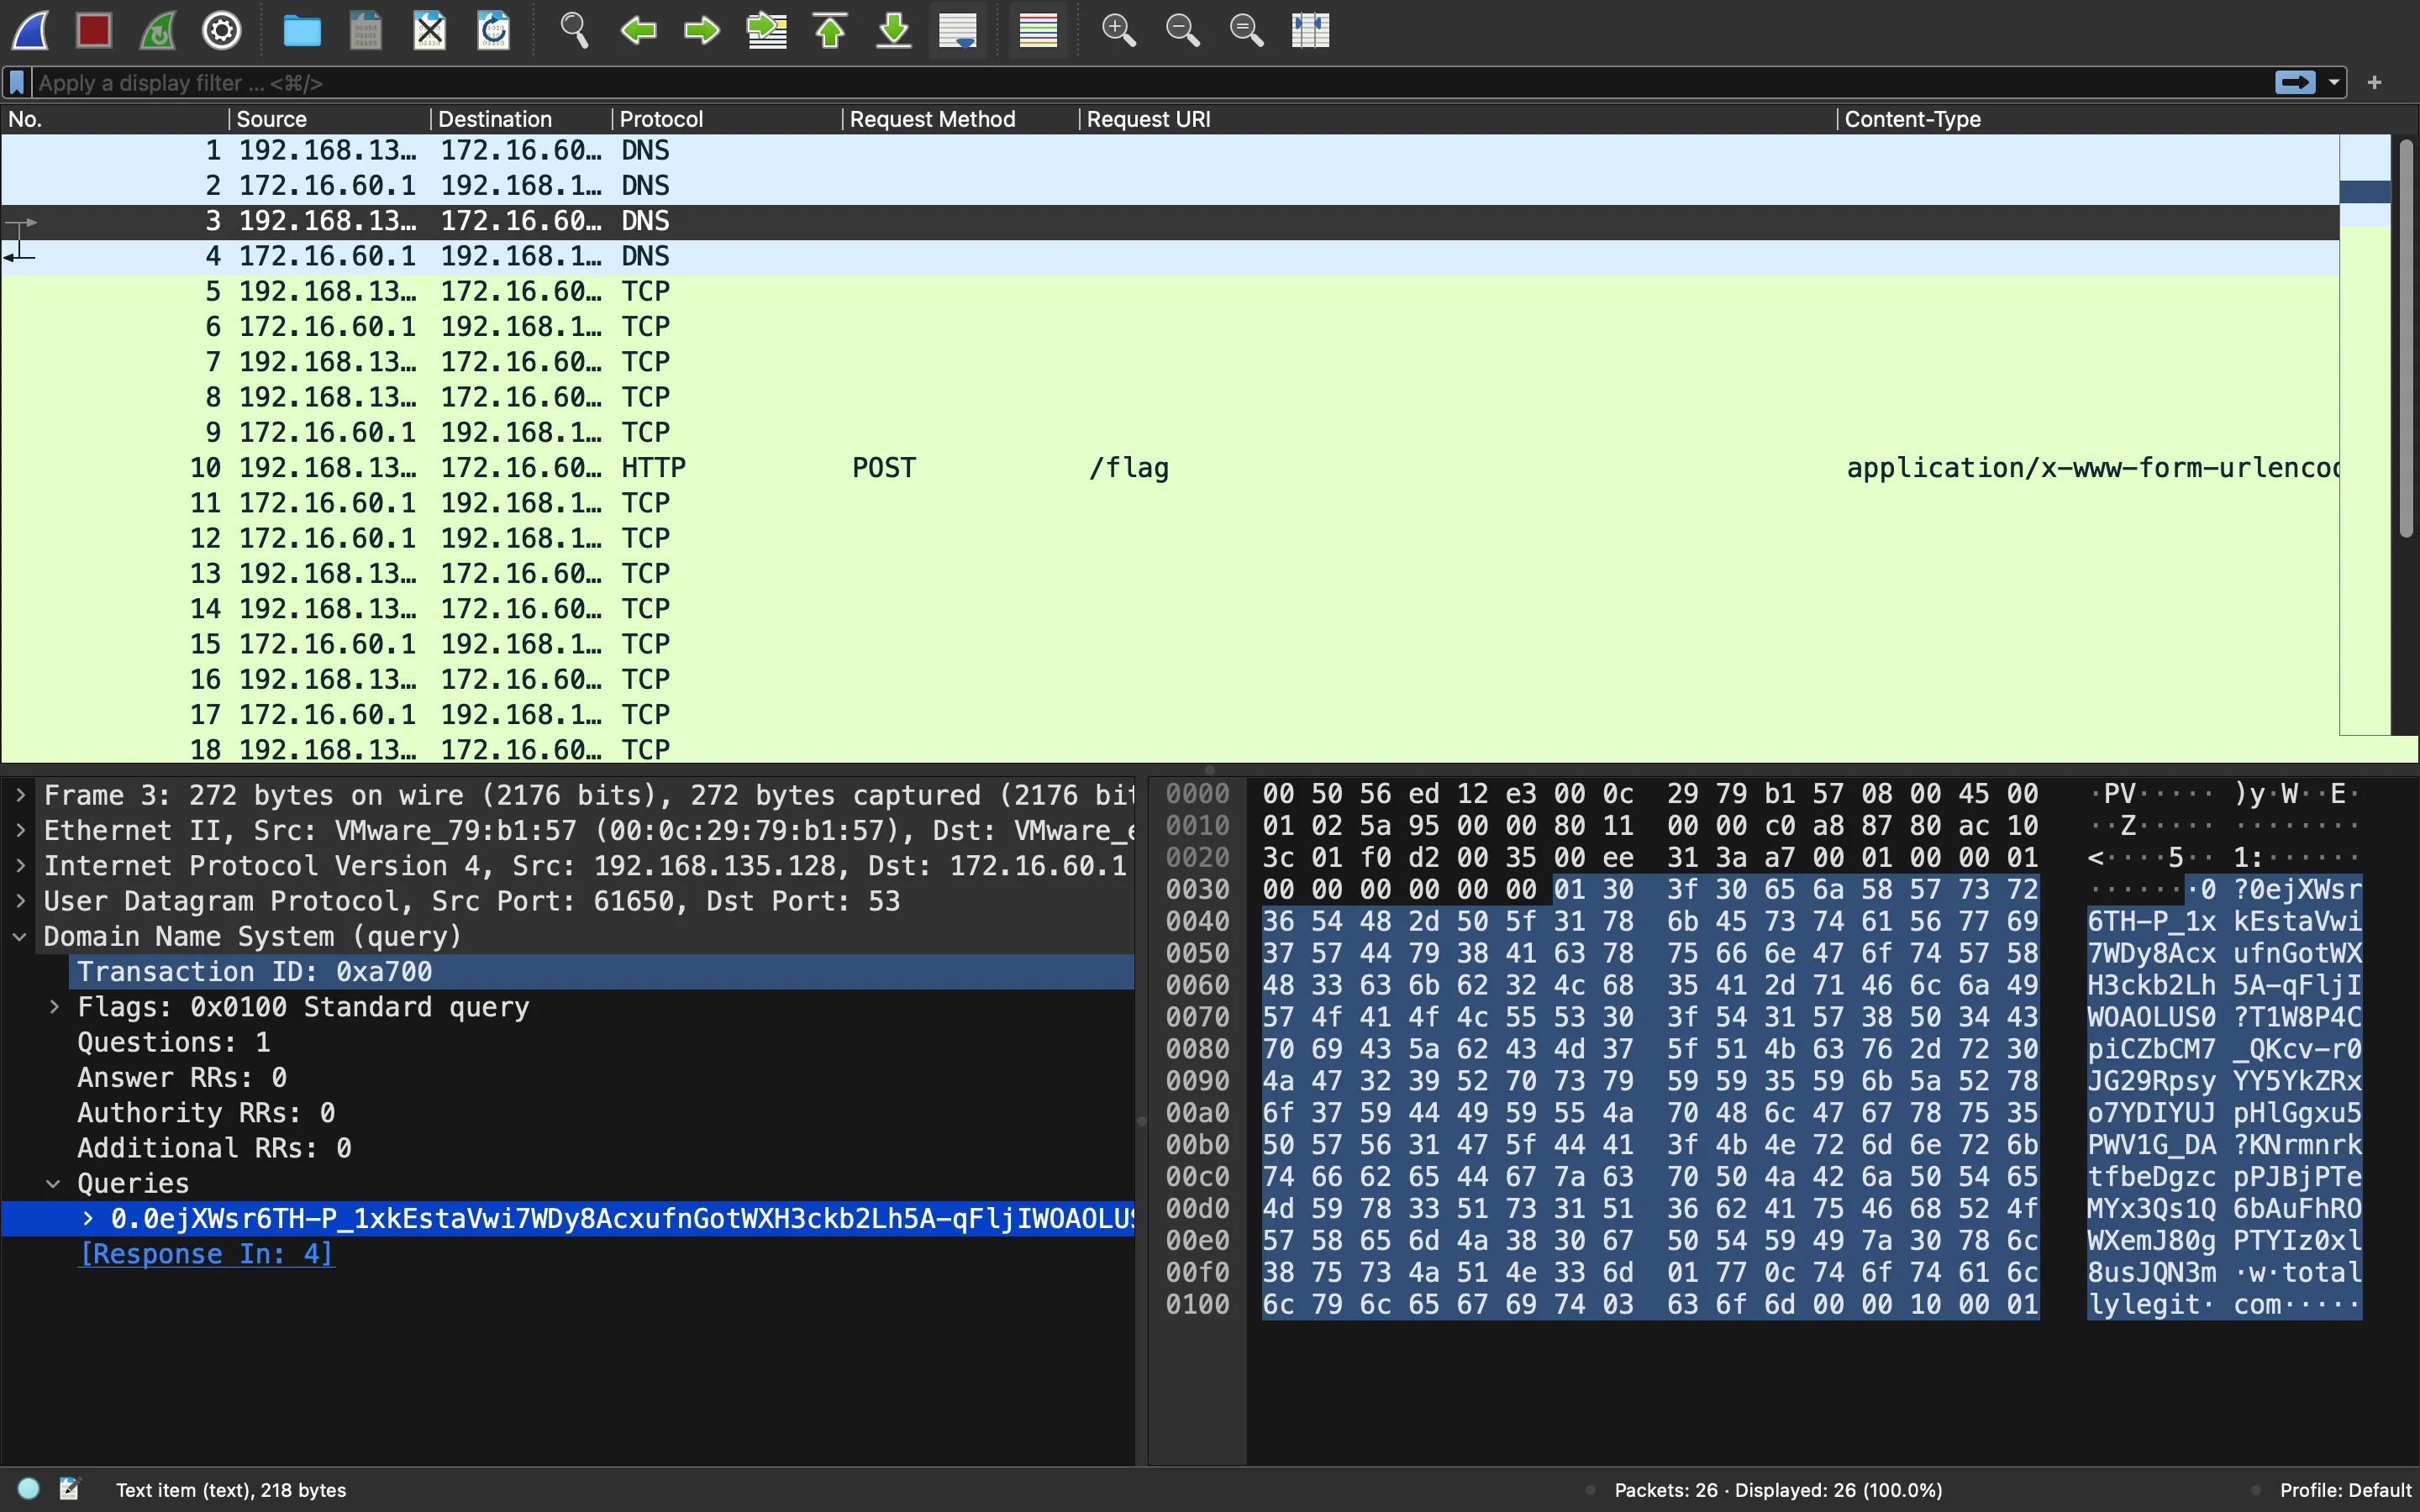 Apply a display filter … <⌘/>
No. Source Destination Protocol Request Method Request URI Content-Type
1 192.168.13… 172.16.60… DNS
2 172.16.60.1 192.168.1… DNS
3 192.168.13… 172.16.60… DNS
4 172.16.60.1 192.168.1… DNS
5 192.168.13… 172.16.60… TCP
6 172.16.60.1 192.168.1… TCP
7 192.168.13… 172.16.60… TCP
8 192.168.13… 172.16.60… TCP
9 172.16.60.1 192.168.1… TCP
10 192.168.13… 172.16.60… HTTP POST /flag application/x-www-form-urlencod
11 172.16.60.1 192.168.1… TCP
12 172.16.60.1 192.168.1… TCP
13 192.168.13… 172.16.60… TCP
14 192.168.13… 172.16.60… TCP
15 172.16.60.1 192.168.1… TCP
16 192.168.13… 172.16.60… TCP
17 172.16.60.1 192.168.1… TCP
18 192.168.13… 172.16.60… TCP
Frame 3: 272 bytes on wire (2176 bits), 272 bytes captured (2176 bit
Ethernet II, Src: VMware_79:b1:57 (00:0c:29:79:b1:57), Dst: VMware_e
Internet Protocol Version 4, Src: 192.168.135.128, Dst: 172.16.60.1
User Datagram Protocol, Src Port: 61650, Dst Port: 53
Domain Name System (query)
Transaction ID: 0xa700
Flags: 0x0100 Standard query
Questions: 1
Answer RRs: 0
Authority RRs: 0
Additional RRs: 0
Queries
0.0ejXWsr6TH-P_1xkEstaVwi7WDy8AcxufnGotWXH3ckb2Lh5A-qFljIWOAOLUS
[Response In: 4]
0000 00 50 56 ed 12 e3 00 0c 29 79 b1 57 08 00 45 00 ·PV····· )y·W··E·
0010 01 02 5a 95 00 00 80 11 00 00 c0 a8 87 80 ac 10 ··Z····· ········
0020 3c 01 f0 d2 00 35 00 ee 31 3a a7 00 01 00 00 01 <····5·· 1:······
0030 00 00 00 00 00 00 01 30 3f 30 65 6a 58 57 73 72 ·······0 ?0ejXWsr
0040 36 54 48 2d 50 5f 31 78 6b 45 73 74 61 56 77 69 6TH-P_1x kEstaVwi
0050 37 57 44 79 38 41 63 78 75 66 6e 47 6f 74 57 58 7WDy8Acx ufnGotWX
0060 48 33 63 6b 62 32 4c 68 35 41 2d 71 46 6c 6a 49 H3ckb2Lh 5A-qFljI
0070 57 4f 41 4f 4c 55 53 30 3f 54 31 57 38 50 34 43 WOAOLUS0 ?T1W8P4C
0080 70 69 43 5a 62 43 4d 37 5f 51 4b 63 76 2d 72 30 piCZbCM7 _QKcv-r0
0090 4a 47 32 39 52 70 73 79 59 59 35 59 6b 5a 52 78 JG29Rpsy YY5YkZRx
00a0 6f 37 59 44 49 59 55 4a 70 48 6c 47 67 78 75 35 o7YDIYUJ pHlGgxu5
00b0 50 57 56 31 47 5f 44 41 3f 4b 4e 72 6d 6e 72 6b PWV1G_DA ?KNrmnrk
00c0 74 66 62 65 44 67 7a 63 70 50 4a 42 6a 50 54 65 tfbeDgzc pPJBjPTe
00d0 4d 59 78 33 51 73 31 51 36 62 41 75 46 68 52 4f MYx3Qs1Q 6bAuFhRO
00e0 57 58 65 6d 4a 38 30 67 50 54 59 49 7a 30 78 6c WXemJ80g PTYIz0xl
00f0 38 75 73 4a 51 4e 33 6d 01 77 0c 74 6f 74 61 6c 8usJQN3m ·w·total
0100 6c 79 6c 65 67 69 74 03 63 6f 6d 00 00 10 00 01 lylegit· com·····
Text item (text), 218 bytes
Packets: 26 · Displayed: 26 (100.0%)
Profile: Default